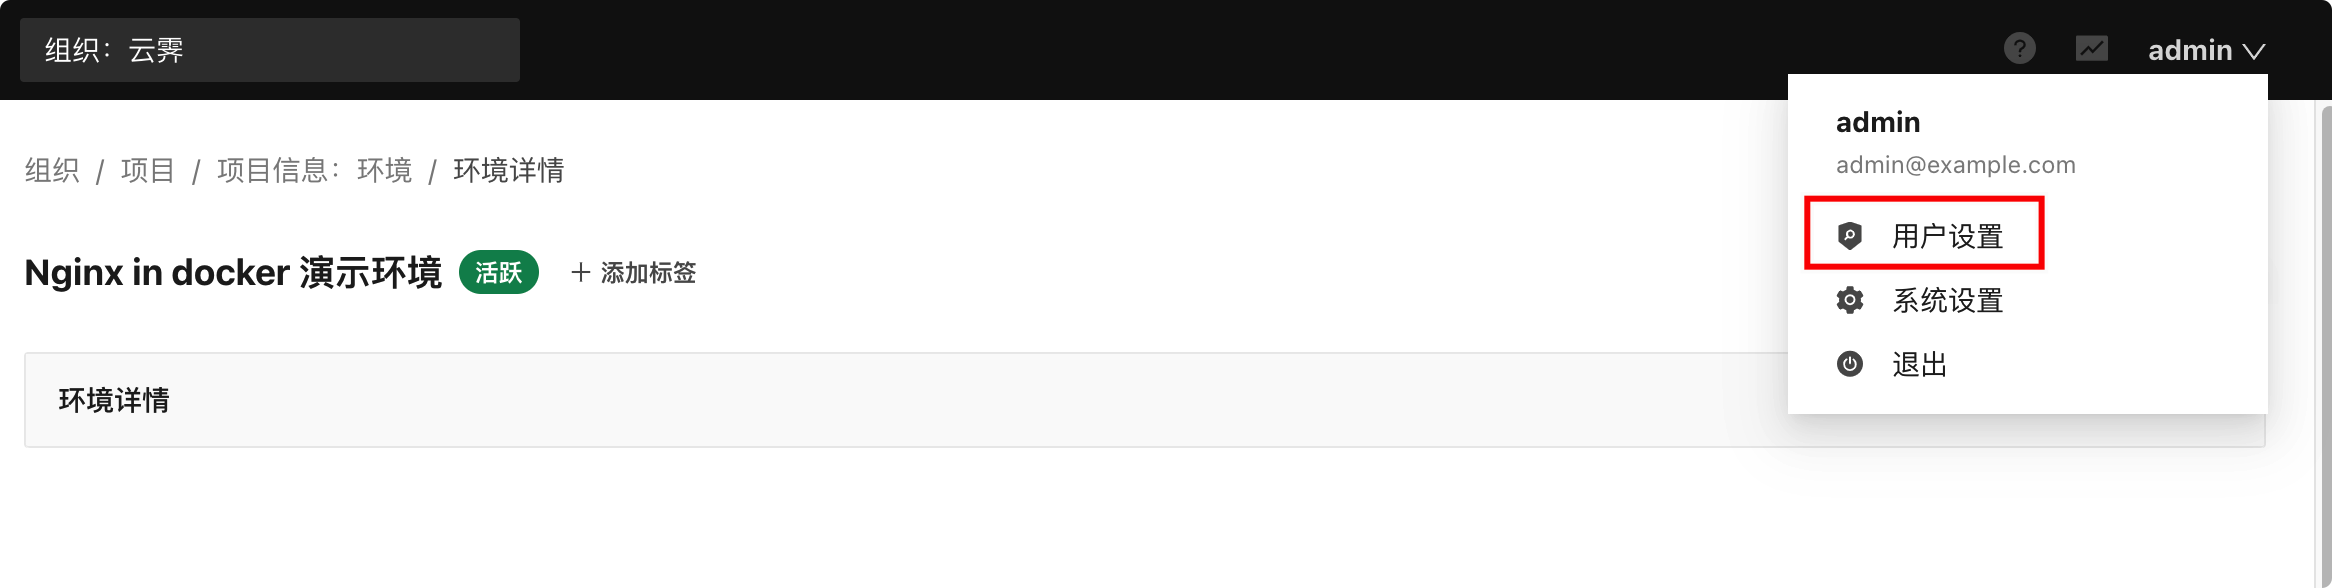 组织：云霁
admin
admin
admin@example.com
用户设置
系统设置
退出
组织 / 项目 / 项目信息：环境 / 环境详情
Nginx in docker 演示环境 活跃 + 添加标签
环境详情